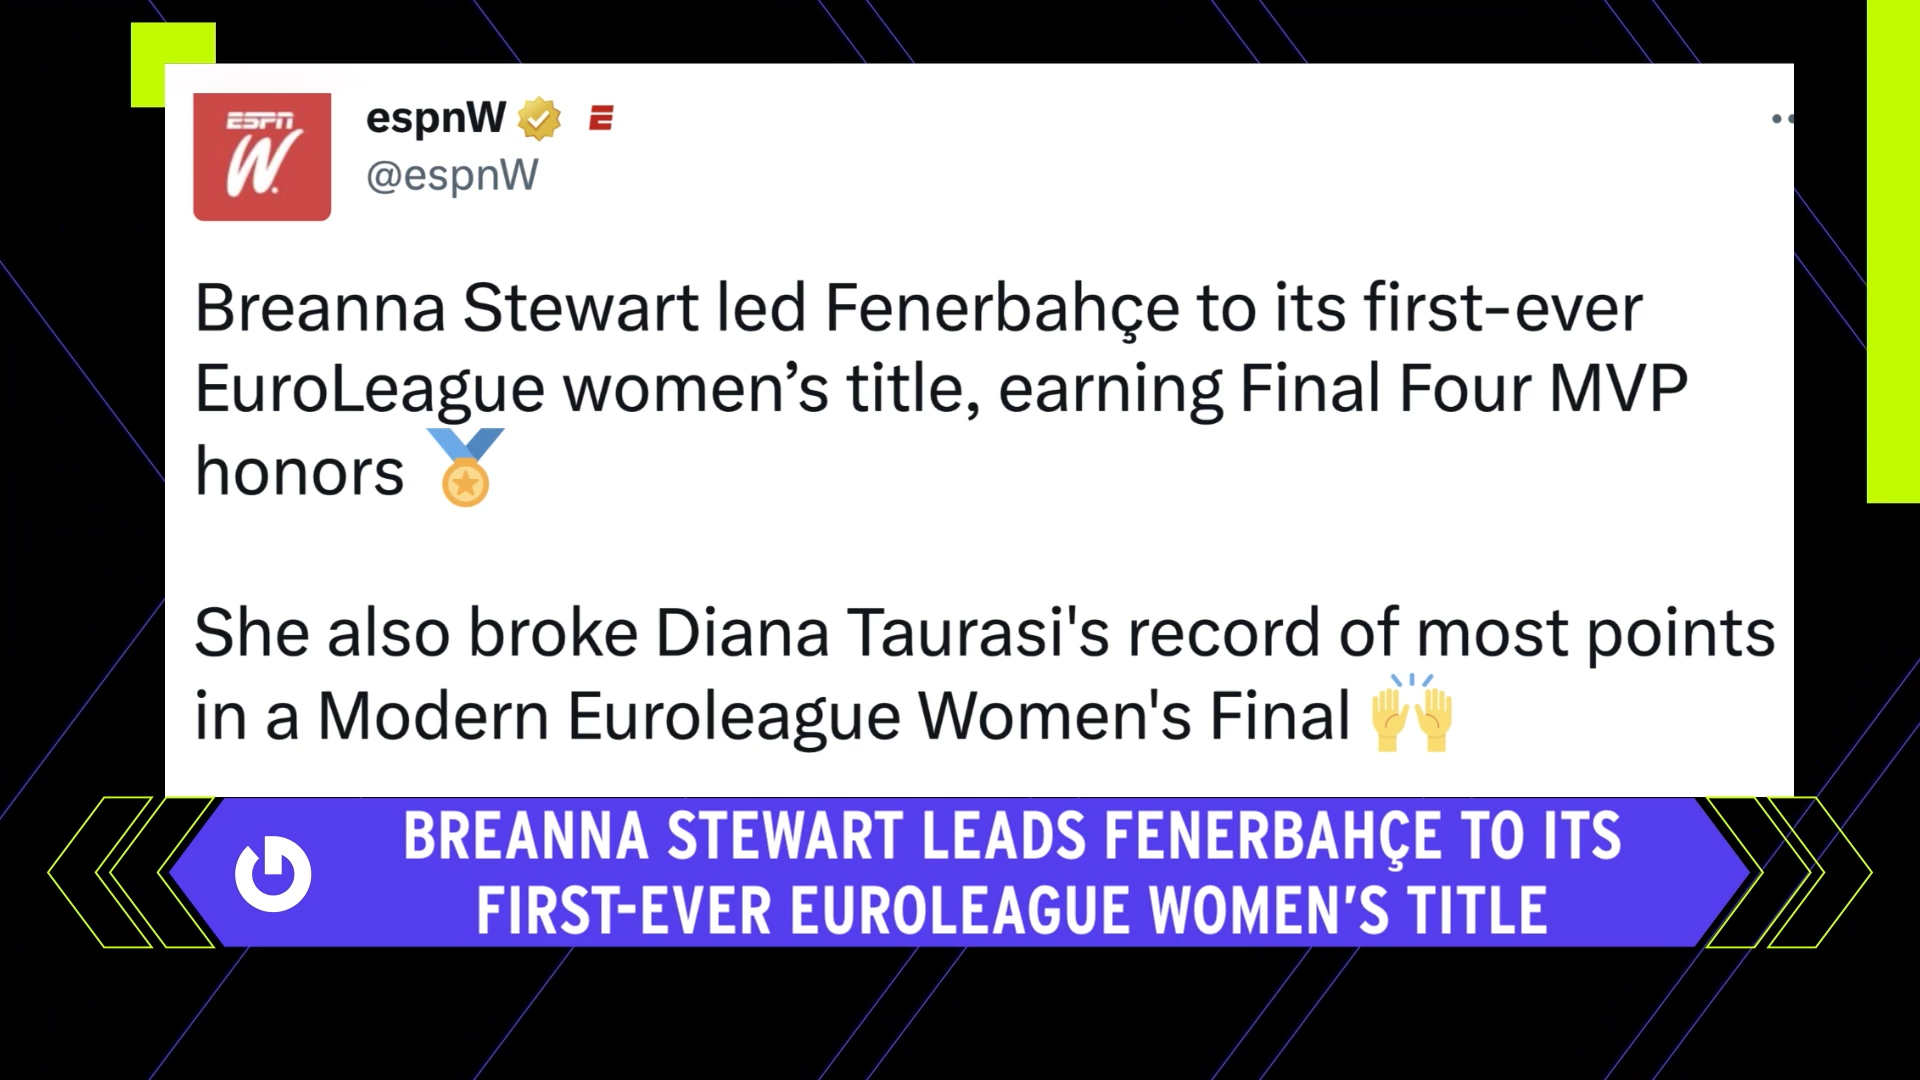 ESPN
W.
espnW
@espnW
Breanna Stewart led Fenerbahçe to its first-ever
EuroLeague women’s title, earning Final Four MVP
honors 🏅
She also broke Diana Taurasi's record of most points
in a Modern Euroleague Women's Final 🙌
BREANNA STEWART LEADS FENERBAHÇE TO ITS
FIRST-EVER EUROLEAGUE WOMEN’S TITLE